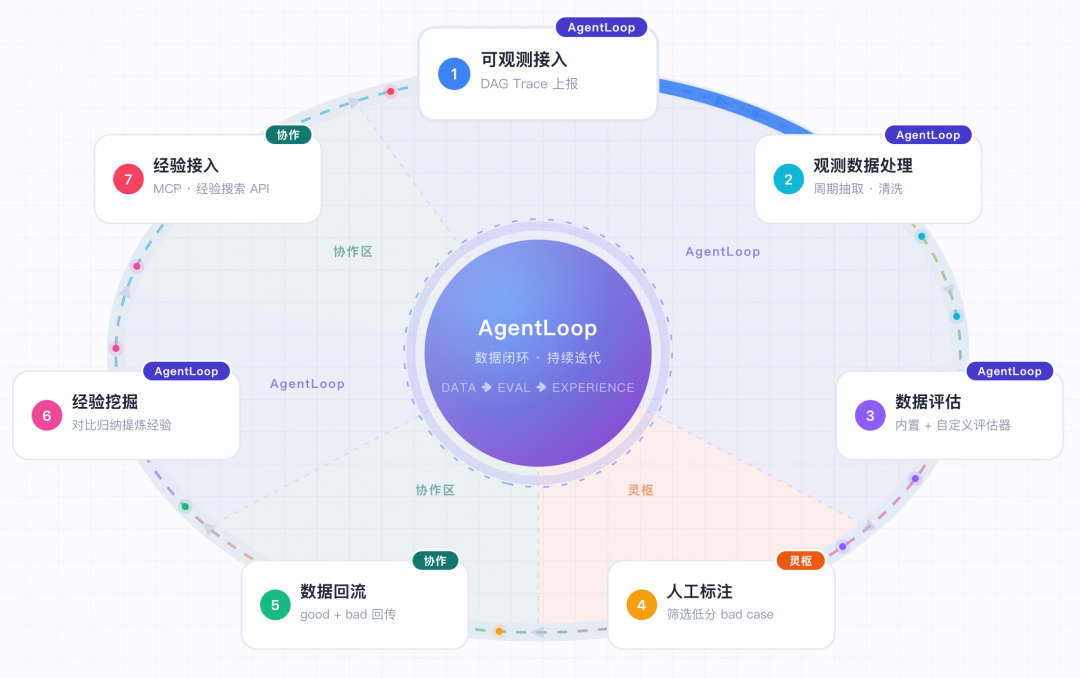 AgentLoop
1
可观测接入
DAG Trace 上报
AgentLoop
2
观测数据处理
周期抽取 · 清洗
AgentLoop
3
数据评估
内置 + 自定义评估器
灵枢
4
人工标注
筛选低分 bad case
协作
5
数据回流
good + bad 回传
AgentLoop
6
经验挖掘
对比归纳提炼经验
协作
7
经验接入
MCP · 经验搜索 API
协作区
AgentLoop
AgentLoop
协作区
灵枢
AgentLoop
数据闭环 · 持续迭代
DATA → EVAL → EXPERIENCE